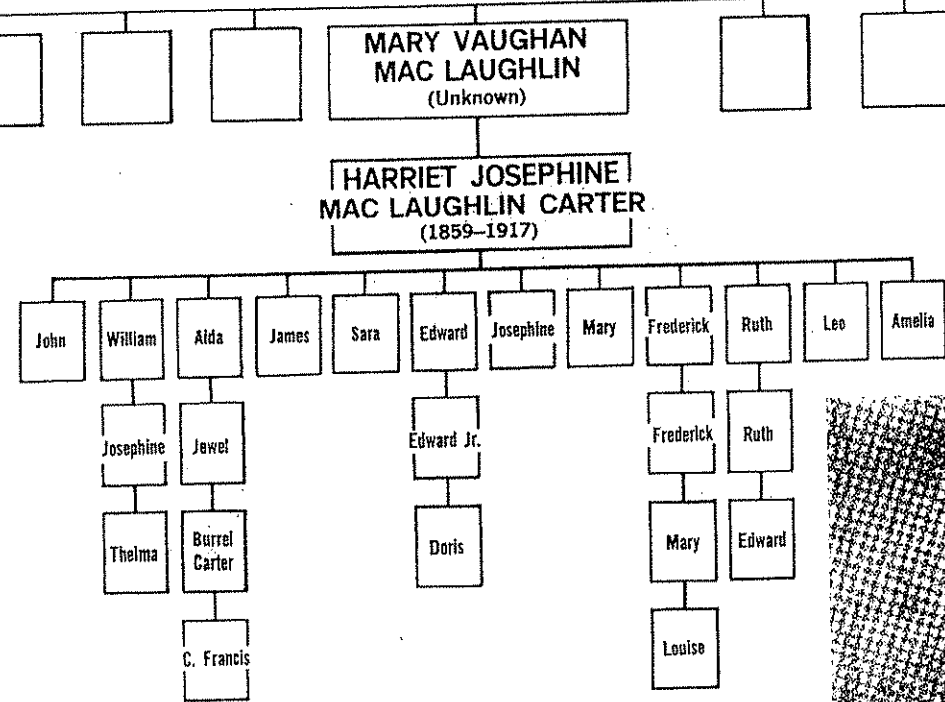 MARY VAUGHAN
MAC LAUGHLIN
(Unknown)
HARRIET JOSEPHINE
MAC LAUGHLIN CARTER
(1859–1917)
John William Aida James Sara Edward Josephine Mary Frederick Ruth Leo Amelia
Josephine Jewel Edward Jr. Frederick Ruth
Thelma Burrel Carter Doris Mary Edward
C. Francis Louise